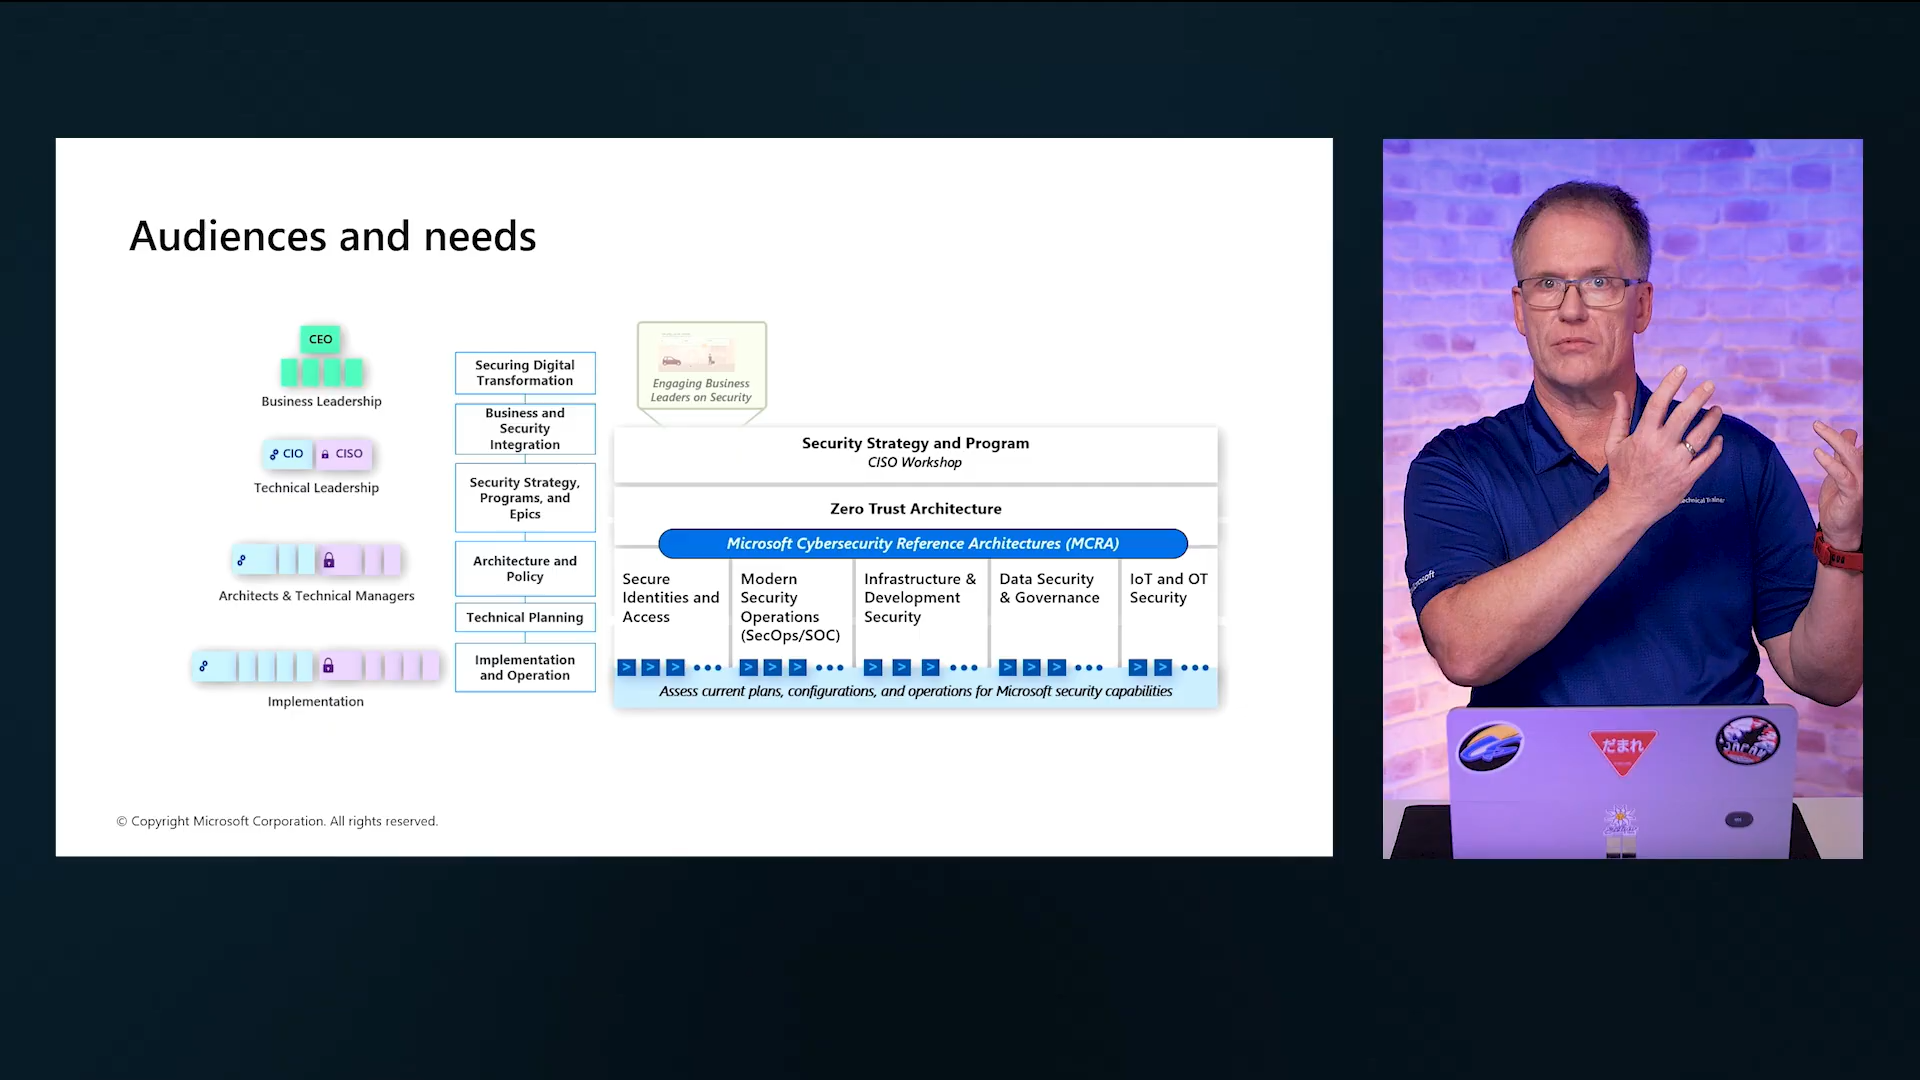 Audiences and needs
CEO
Business Leadership
CIO
CISO
Technical Leadership
Architects & Technical Managers
Implementation
Securing Digital
Transformation
Business and
Security
Integration
Security Strategy,
Programs, and
Epics
Architecture and
Policy
Technical Planning
Implementation
and Operation
Engaging Business
Leaders on Security
Security Strategy and Program
CISO Workshop
Zero Trust Architecture
Microsoft Cybersecurity Reference Architectures (MCRA)
Secure
Identities and
Access
Modern
Security
Operations
(SecOps/SOC)
Infrastructure &
Development
Security
Data Security
& Governance
IoT and OT
Security
Assess current plans, configurations, and operations for Microsoft security capabilities
© Copyright Microsoft Corporation. All rights reserved.
Technical Trainer
だまれ
JAPAN